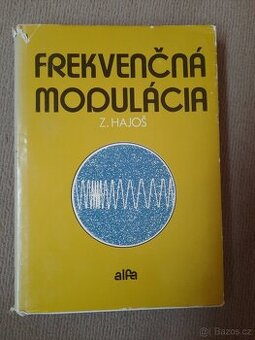 FREKVENČNÁ
MODULÁCIA
Z. HAJOŠ
alfa
Bazos.cz